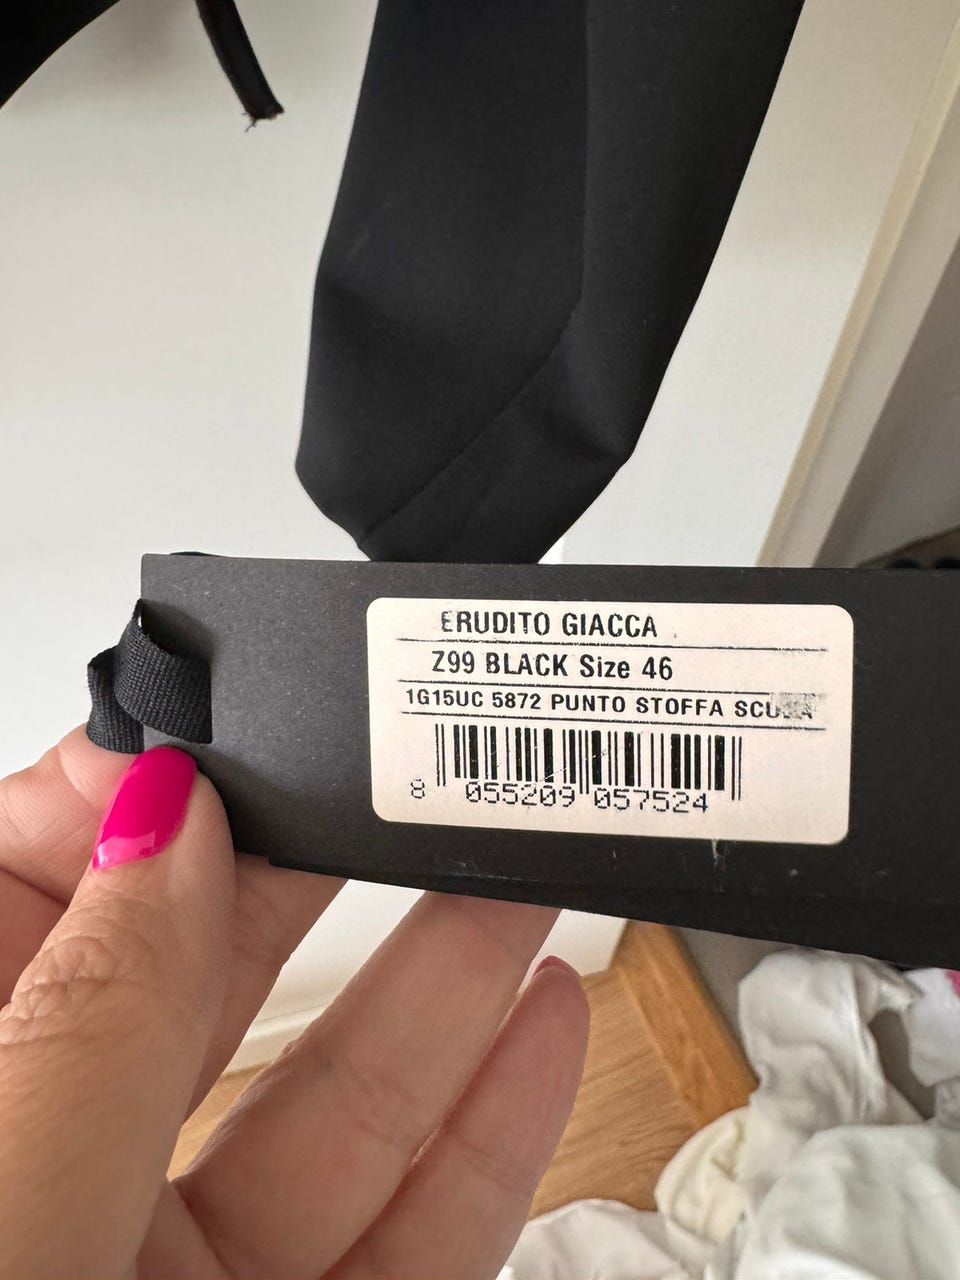 ERUDITO GIACCA
Z99 BLACK Size 46
1G15UC 5872 PUNTO STOFFA
8 055209 057524